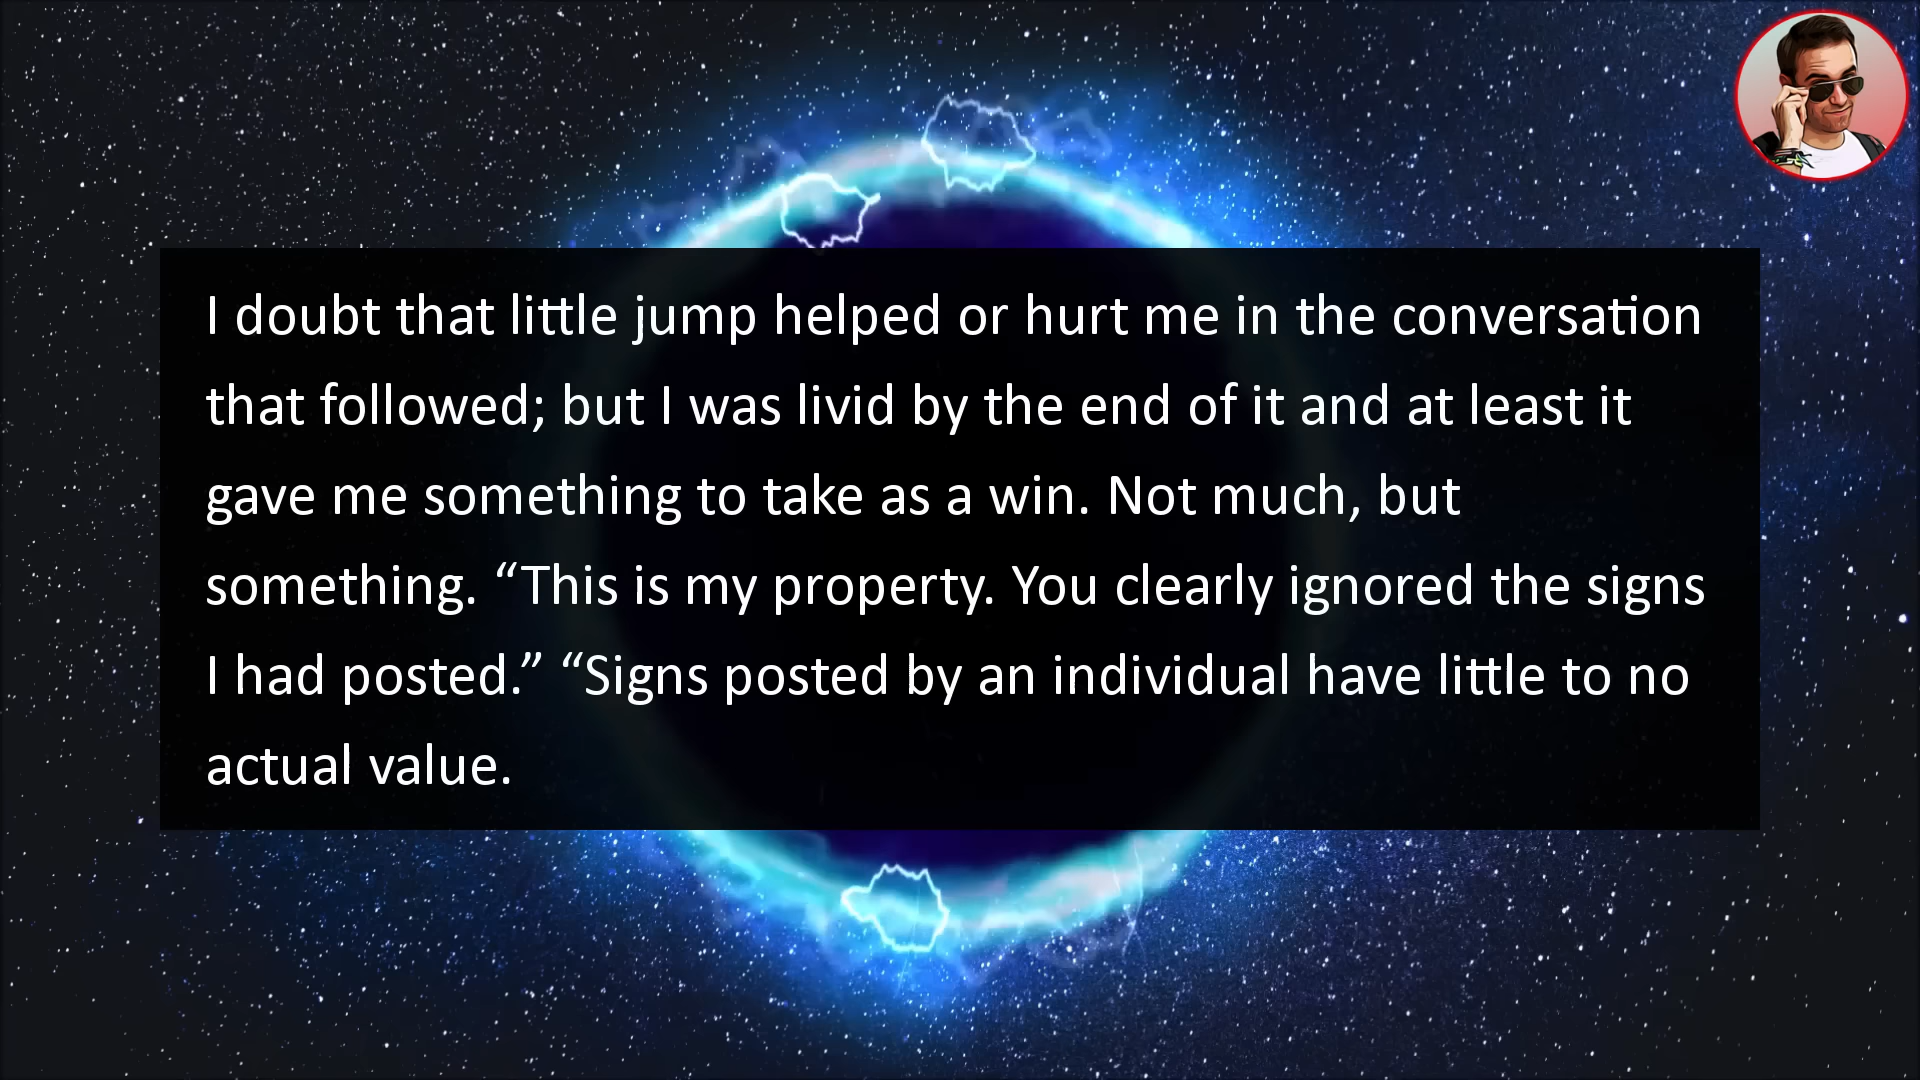 I doubt that little jump helped or hurt me in the conversation
that followed; but I was livid by the end of it and at least it
gave me something to take as a win. Not much, but
something. “This is my property. You clearly ignored the signs
I had posted.” “Signs posted by an individual have little to no
actual value.